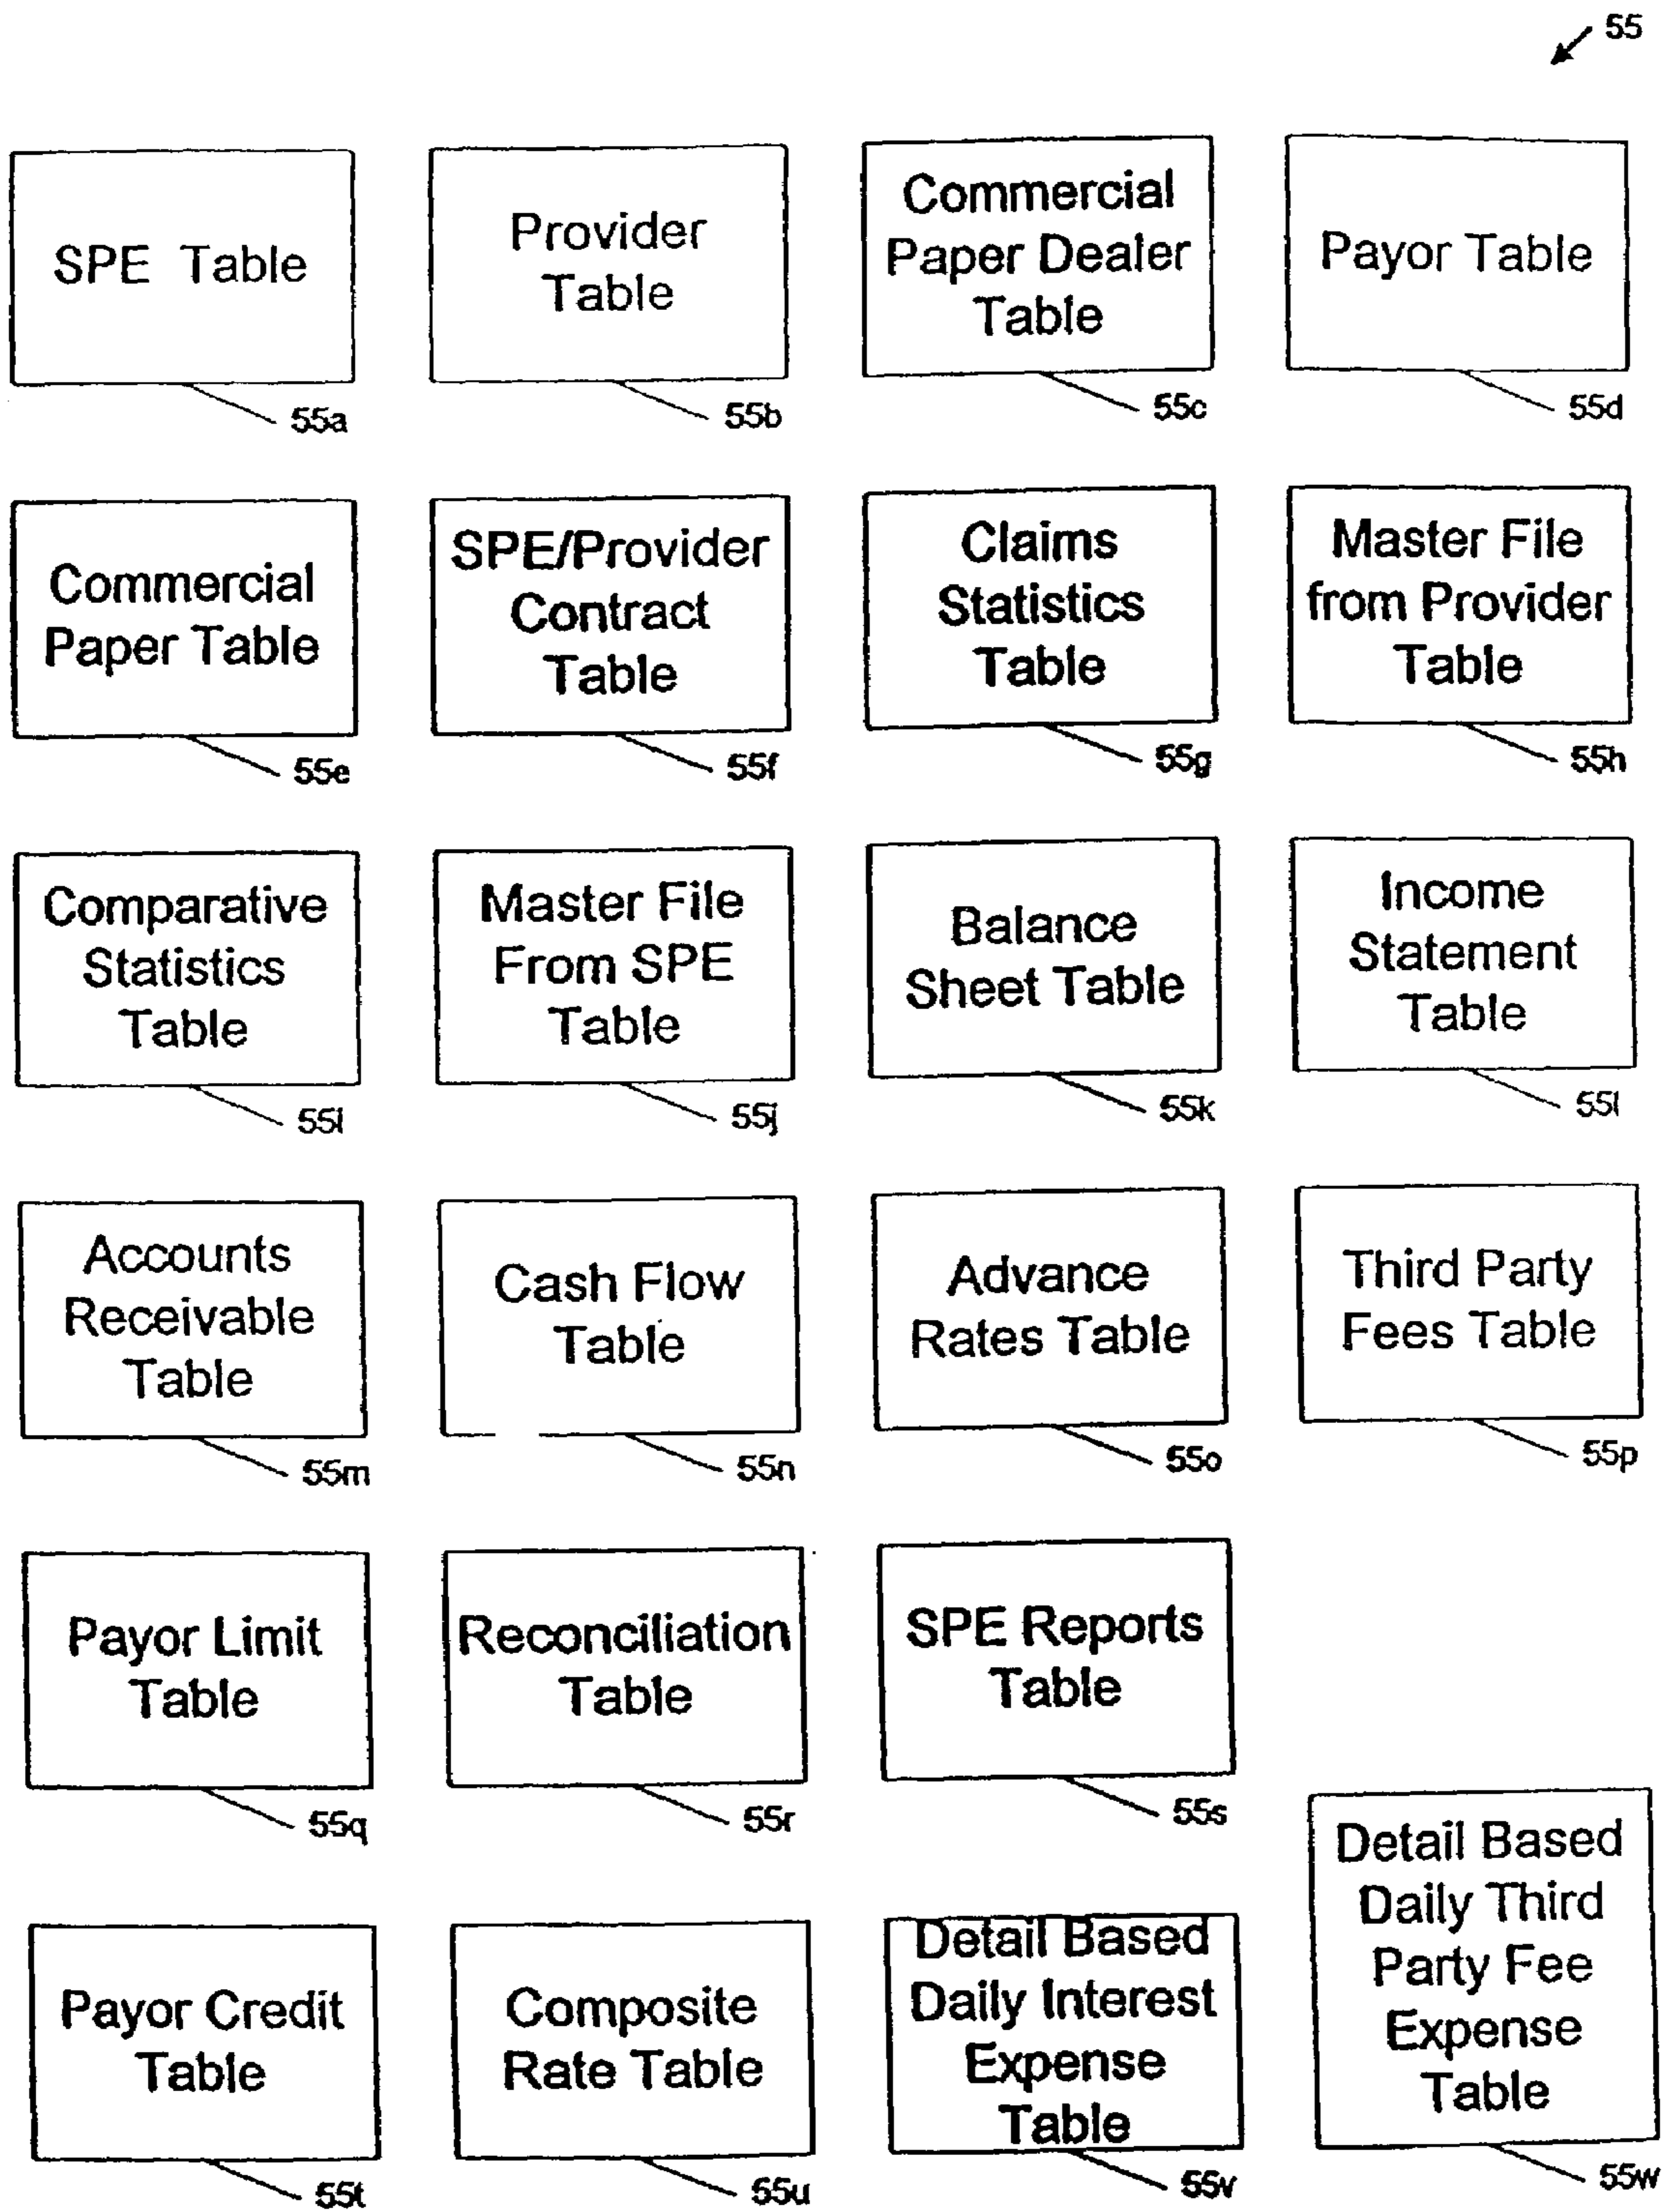 55
SPE Table
55a
Provider
Table
55b
Commercial
Paper Dealer
Table
55c
Payor Table
55d
Commercial
Paper Table
55e
SPE/Provider
Contract
Table
55f
Claims
Statistics
Table
55g
Master File
from Provider
Table
55h
Comparative
Statistics
Table
55i
Master File
From SPE
Table
55j
Balance
Sheet Table
55k
Income
Statement
Table
55l
Accounts
Receivable
Table
55m
Cash Flow
Table
55n
Advance
Rates Table
55o
Third Party
Fees Table
55p
Payor Limit
Table
55q
Reconciliation
Table
55r
SPE Reports
Table
55s
Payor Credit
Table
55t
Composite
Rate Table
55u
Detail Based
Daily Interest
Expense
Table
55v
Detail Based
Daily Third
Party Fee
Expense
Table
55w